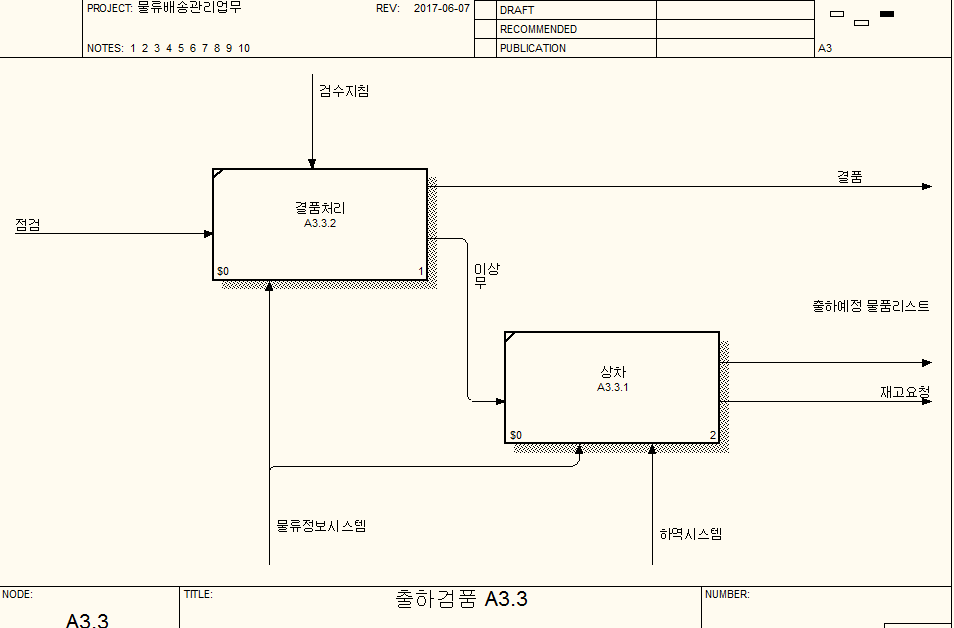 PROJECT: 물류배송관리업무
REV: 2017-06-07
DRAFT
RECOMMENDED
NOTES: 1 2 3 4 5 6 7 8 9 10
PUBLICATION
A3
검수지침
결품
결품처리
A3.3.2
점검
$0
1
이상
무
출하예정 물품리스트
상차
A3.3.1
재고요청
$0
2
물류정보시스템
하역시스템
NODE:
TITLE:
NUMBER:
출하검품 A3.3
A3.3